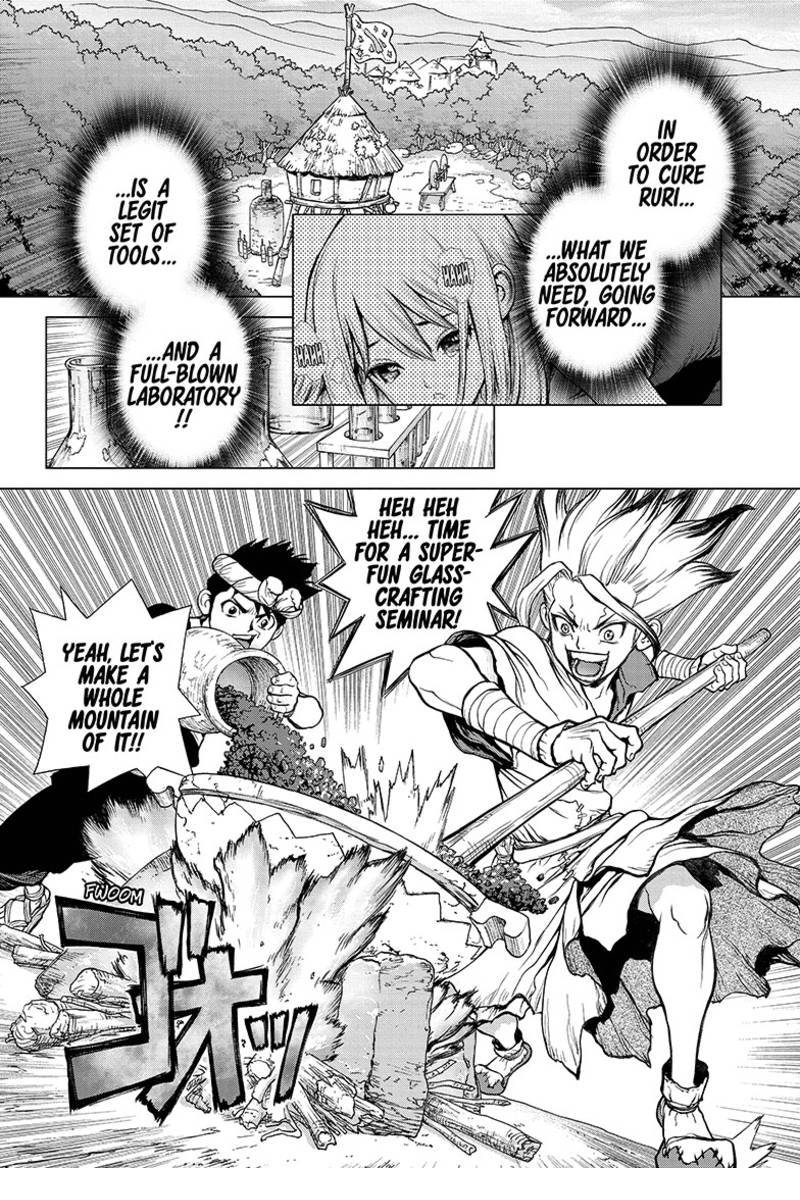 IN
ORDER
TO CURE
RURI...
...WHAT WE
ABSOLUTELY
NEED, GOING
FORWARD...
HAHH
HAHH
...IS A
LEGIT
SET OF
TOOLS...
...AND A
FULL-BLOWN
LABORATORY
!!
HEH HEH
HEH... TIME
FOR A SUPER-
FUN GLASS-
CRAFTING
SEMINAR!
YEAH, LET'S
MAKE A
WHOLE
MOUNTAIN
OF IT!!
FWOOM
ゴオッ